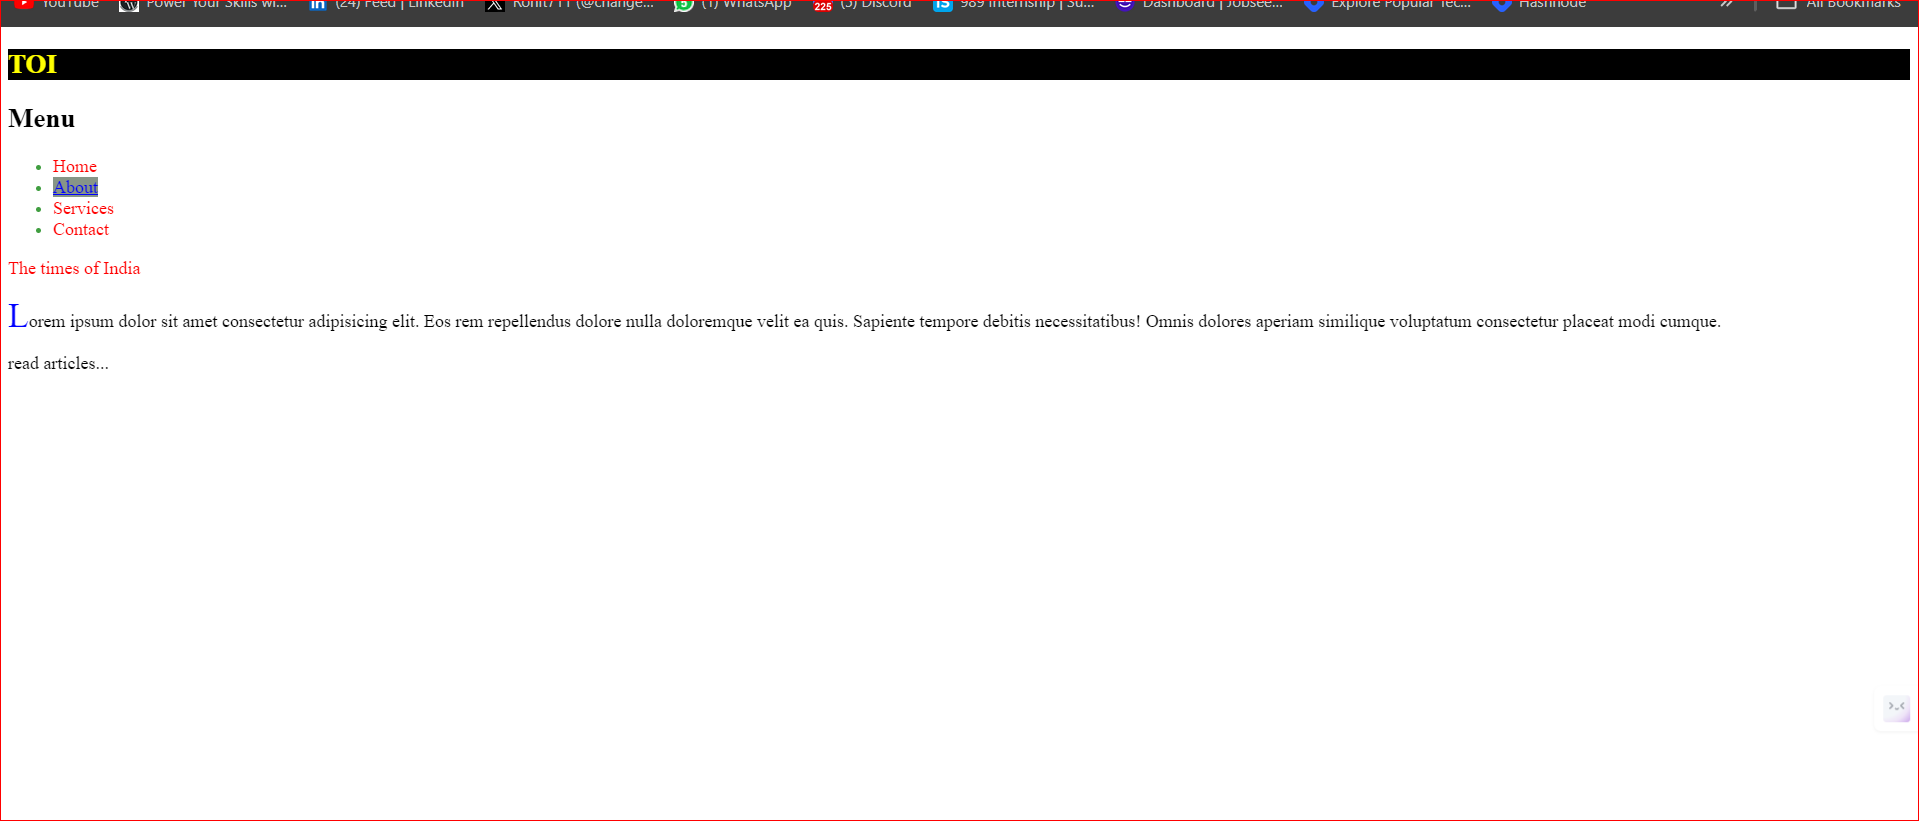 YouTube Power Your Skills wi... (24) Feed | LinkedIn Rohit711 (@change... (1) WhatsApp 225 (5) Discord 989 Internship | Su... Dashboard | Jobsee... Explore Popular Tec... Hashnode » All Bookmarks
TOI
Menu
Home
About
Services
Contact
The times of India
Lorem ipsum dolor sit amet consectetur adipisicing elit. Eos rem repellendus dolore nulla doloremque velit ea quis. Sapiente tempore debitis necessitatibus! Omnis dolores aperiam similique voluptatum consectetur placeat modi cumque.
read articles...